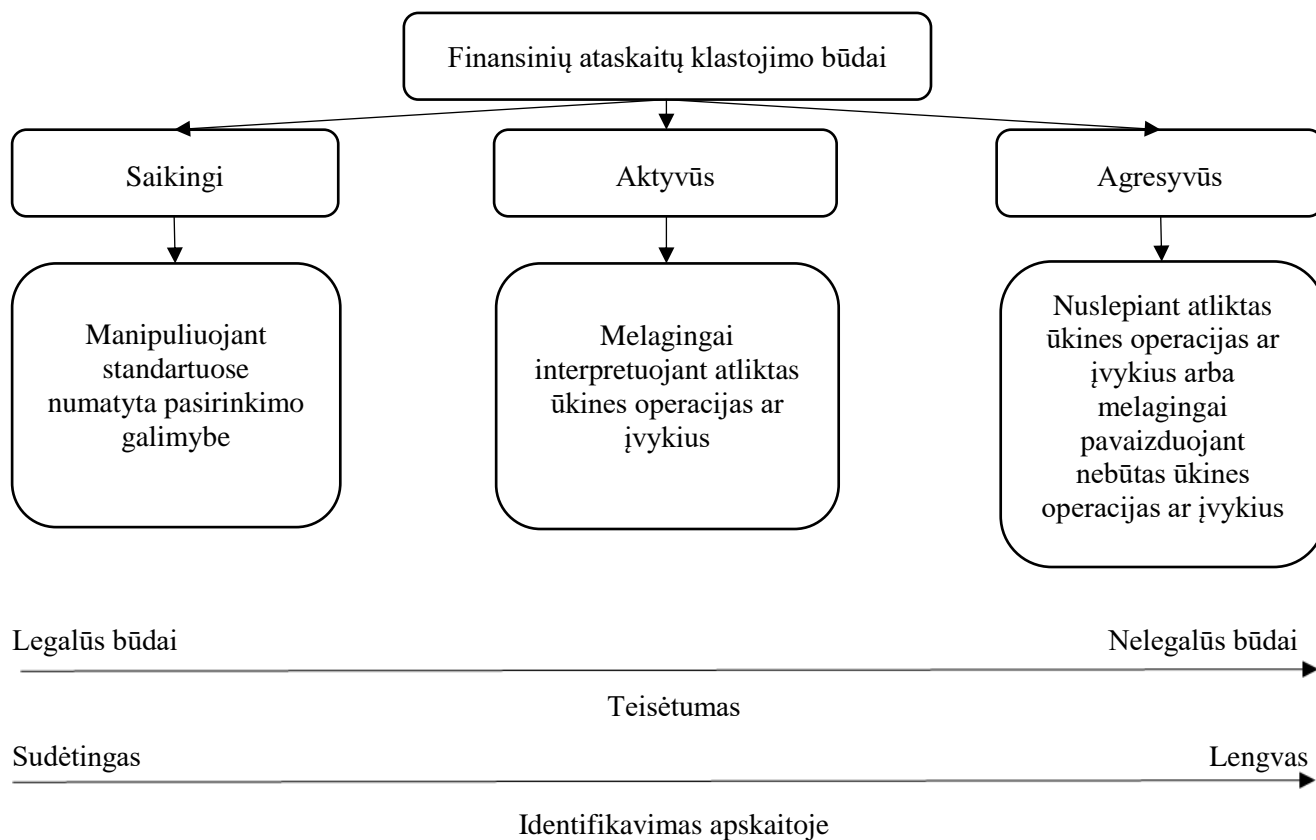 Finansinių ataskaitų klastojimo būdai
Saikingi
Aktyvūs
Agresyvūs
Manipuliuojant
standartuose
numatyta pasirinkimo
galimybe
Melagingai
interpretuojant atliktas
ūkines operacijas ar
įvykius
Nuslepiant atliktas
ūkines operacijas ar
įvykius arba
melagingai
pavaizduojant
nebūtas ūkines
operacijas ar įvykius
Legalūs būdai
Nelegalūs būdai
Teisėtumas
Sudėtingas
Lengvas
Identifikavimas apskaitoje